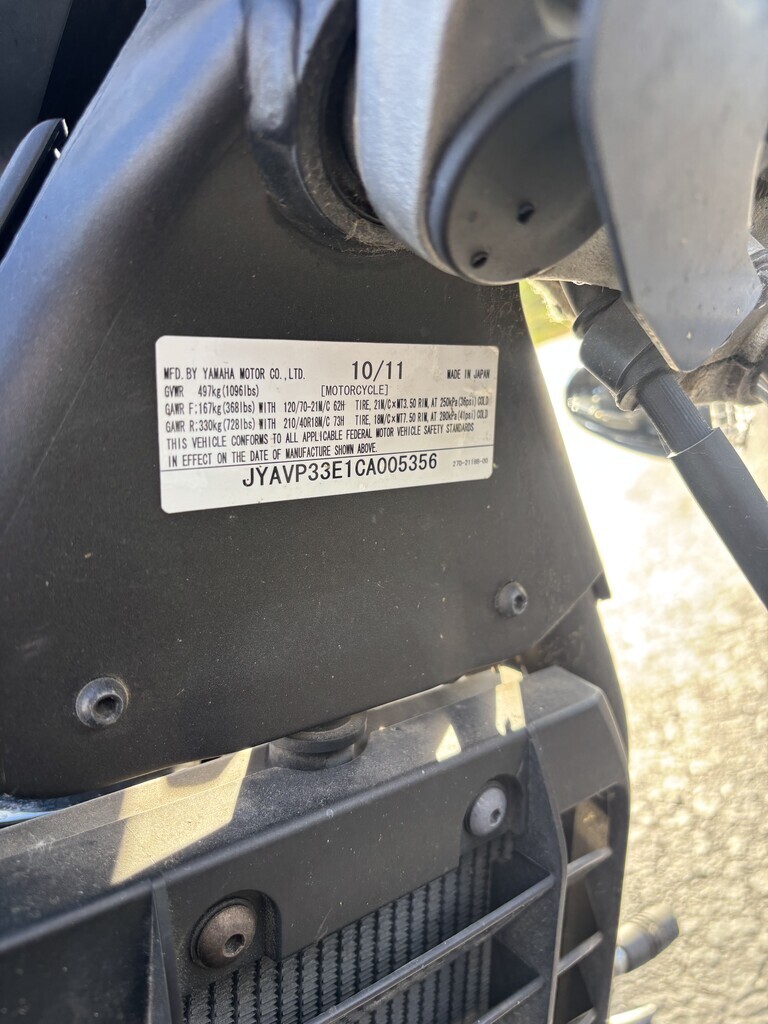 MFD. BY YAMAHA MOTOR CO., LTD. 10/11 MADE IN JAPAN
GVWR 497kg(1096lbs) [MOTORCYCLE]
GAWR F:167kg(368lbs) WITH 120/70-21M/C 62H TIRE, 21M/C×MT3.50 RIM, AT 250kPa(36psi) COLD
GAWR R:330kg(728lbs) WITH 210/40R18M/C 73H TIRE, 18M/C×MT7.50 RIM, AT 280kPa(41psi) COLD
THIS VEHICLE CONFORMS TO ALL APPLICABLE FEDERAL MOTOR VEHICLE SAFETY STANDARDS
IN EFFECT ON THE DATE OF MANUFACTURE SHOWN ABOVE.
JYAVP33E1CA005356